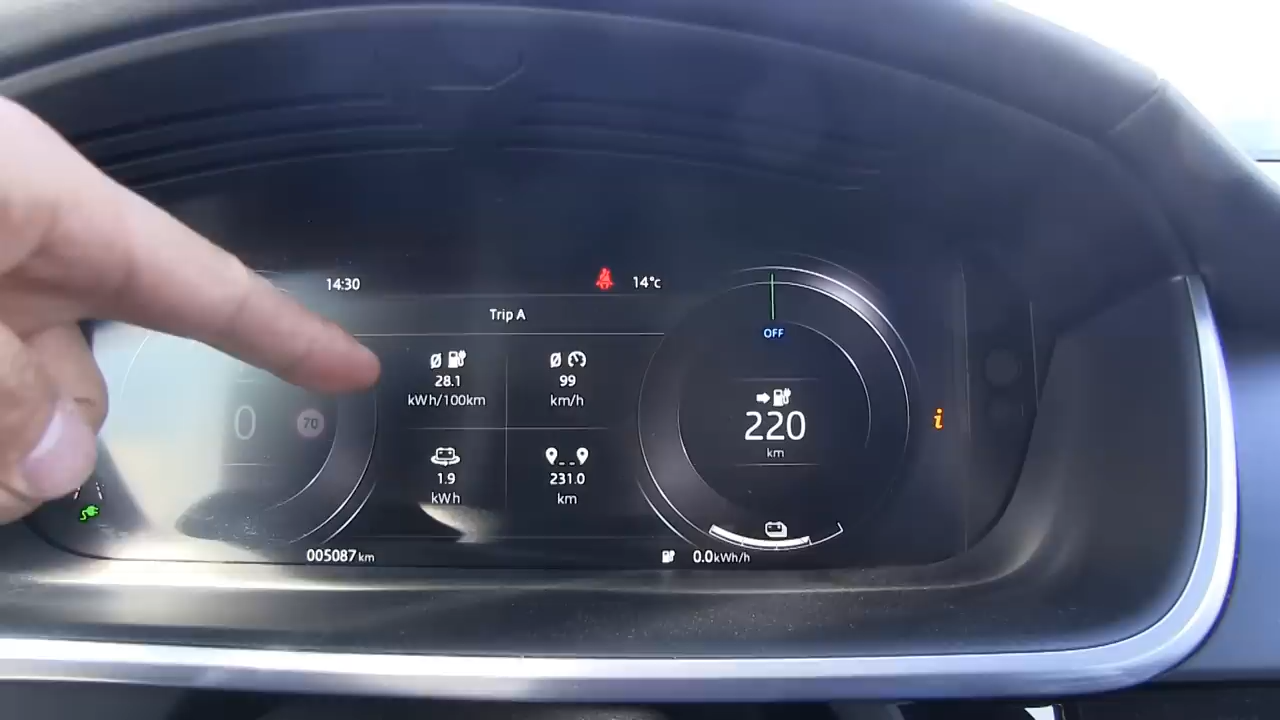 14:30
14°c
Trip A
OFF
28.1
kWh/100km
99
km/h
0
70
220
km
i
1.9
kWh
231.0
km
005087 km
0.0kWh/h